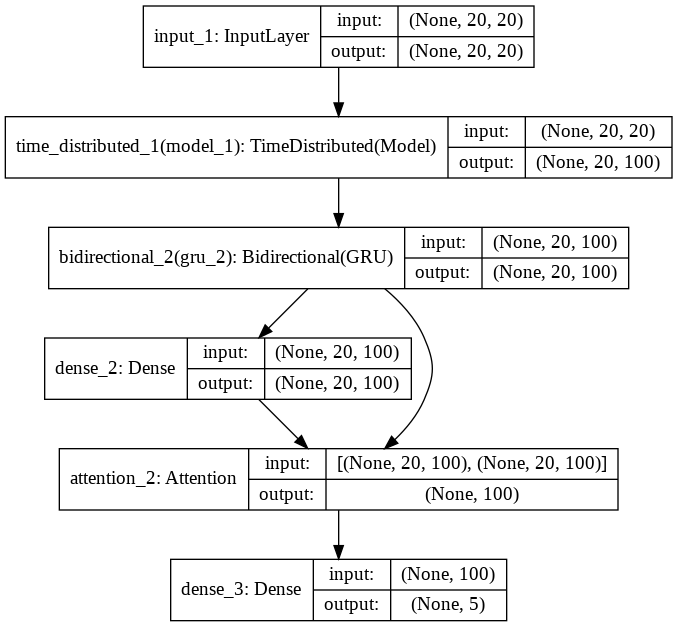 input_1: InputLayer
input:
(None, 20, 20)
output:
(None, 20, 20)
time_distributed_1(model_1): TimeDistributed(Model)
input:
(None, 20, 20)
output:
(None, 20, 100)
bidirectional_2(gru_2): Bidirectional(GRU)
input:
(None, 20, 100)
output:
(None, 20, 100)
dense_2: Dense
input:
(None, 20, 100)
output:
(None, 20, 100)
attention_2: Attention
input:
[(None, 20, 100), (None, 20, 100)]
output:
(None, 100)
dense_3: Dense
input:
(None, 100)
output:
(None, 5)